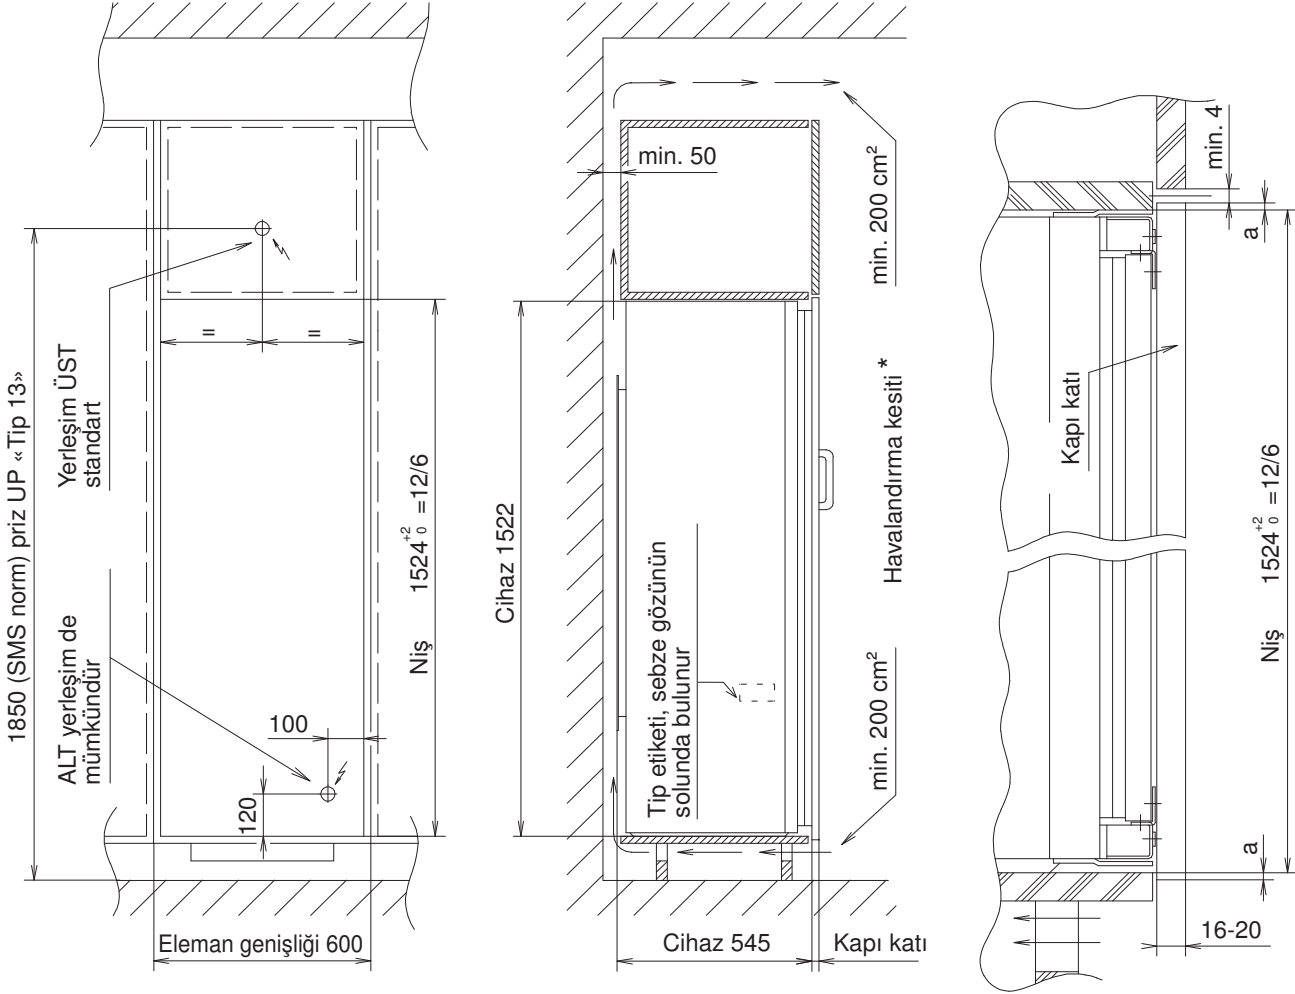 1850 (SMS norm) priz UP «Tip 13»
Yerleşim ÜST
standart
ALT yerleşim de
mümkündür
=
=
100
120
Niş 1524 +2 0 =12/6
Eleman genişliği 600
min. 50
min. 200 cm²
Cihaz 1522
Havalandırma kesiti *
Tip etiketi, sebze gözünün
solunda bulunur
min. 200 cm²
Cihaz 545
Kapı katı
min. 4
a
Kapı katı
Niş 1524 +2 0 =12/6
a
16-20